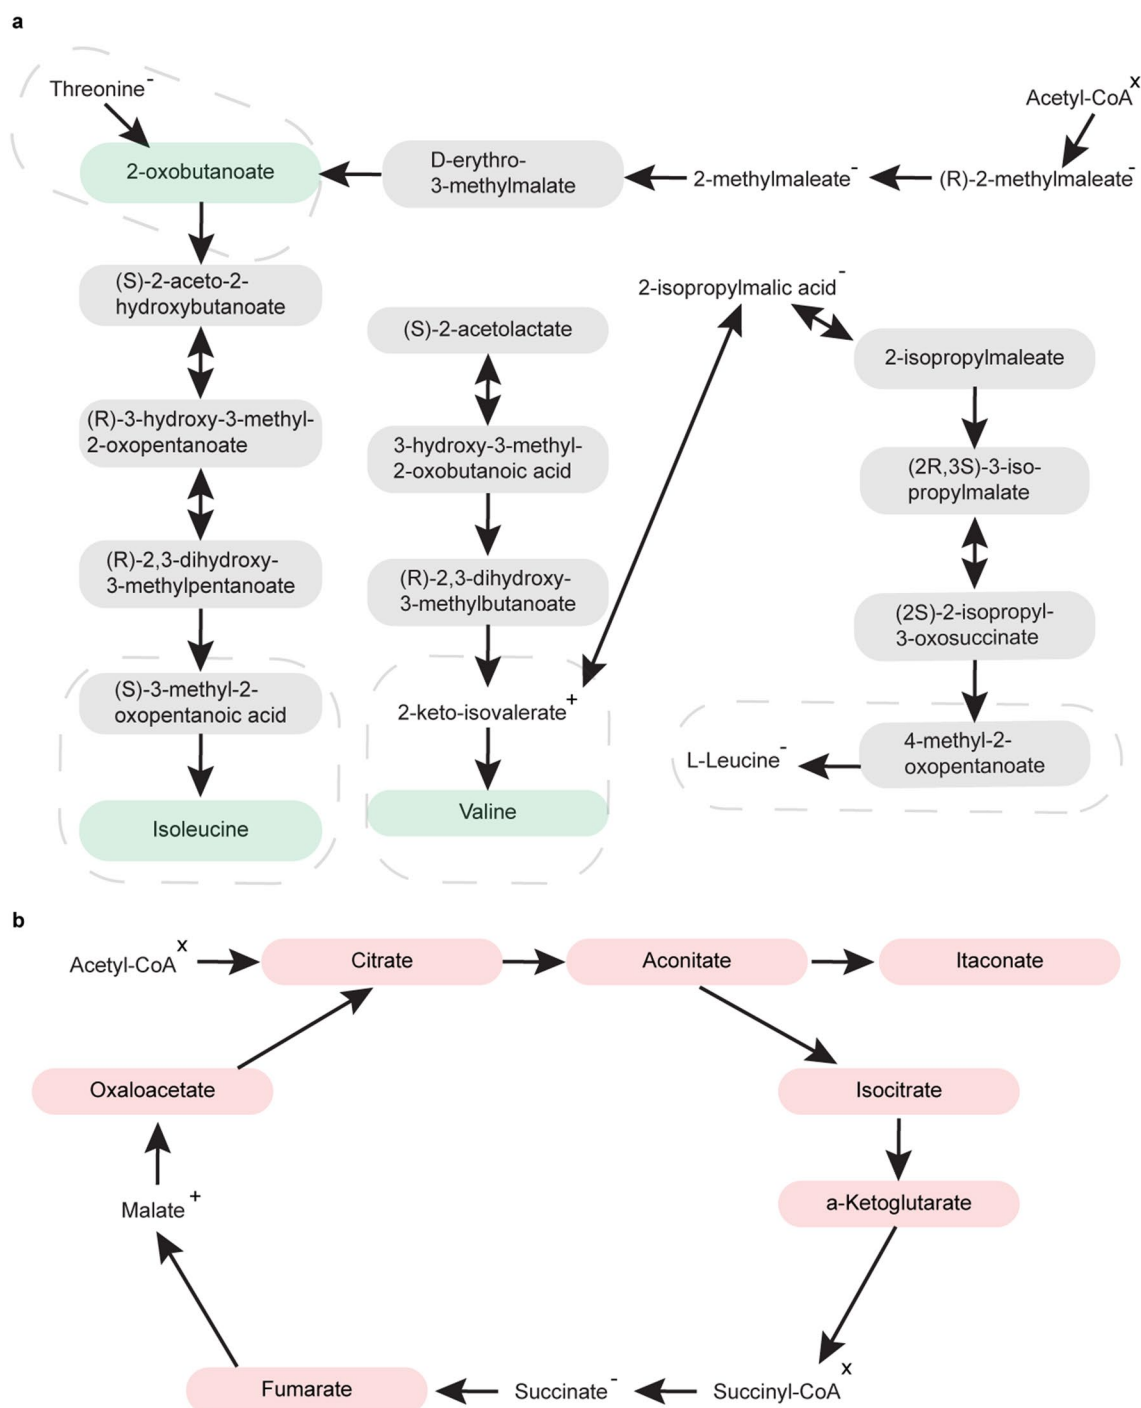 a
Threonine-
Acetyl-CoAx
2-oxobutanoate
D-erythro-
3-methylmalate
2-methylmaleate-
(R)-2-methylmaleate-
(S)-2-aceto-2-
hydroxybutanoate
(R)-3-hydroxy-3-methyl-
2-oxopentanoate
(R)-2,3-dihydroxy-
3-methylpentanoate
(S)-3-methyl-2-
oxopentanoic acid
Isoleucine
(S)-2-acetolactate
3-hydroxy-3-methyl-
2-oxobutanoic acid
(R)-2,3-dihydroxy-
3-methylbutanoate
2-keto-isovalerate+
Valine
2-isopropylmalic acid-
2-isopropylmaleate
(2R,3S)-3-iso-
propylmalate
(2S)-2-isopropyl-
3-oxosuccinate
4-methyl-2-
oxopentanoate
L-Leucine-
b
Acetyl-CoAx
Citrate
Aconitate
Itaconate
Oxaloacetate
Isocitrate
Malate+
a-Ketoglutarate
Fumarate
Succinate-
Succinyl-CoAx